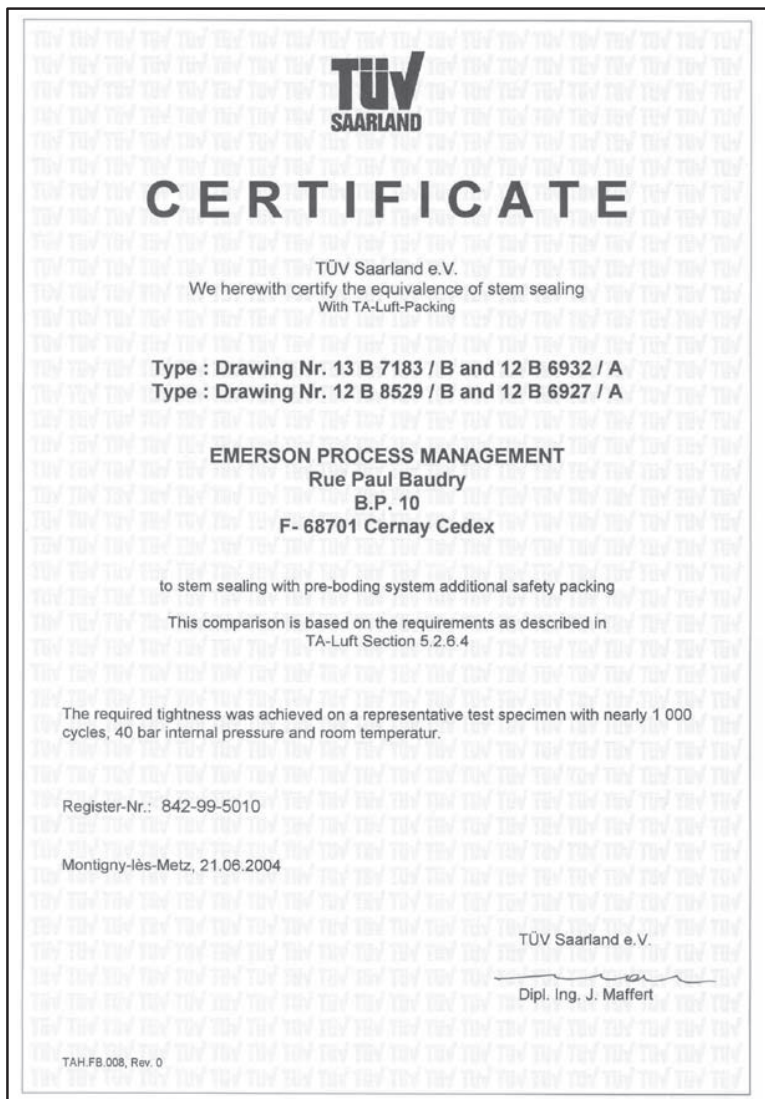 TÜV
SAARLAND
CERTIFICATE
TÜV Saarland e.V.
We herewith certify the equivalence of stem sealing
With TA-Luft-Packing
Type : Drawing Nr. 13 B 7183 / B and 12 B 6932 / A
Type : Drawing Nr. 12 B 8529 / B and 12 B 6927 / A
EMERSON PROCESS MANAGEMENT
Rue Paul Baudry
B.P. 10
F- 68701 Cernay Cedex
to stem sealing with pre-boding system additional safety packing
This comparison is based on the requirements as described in
TA-Luft Section 5.2.6.4
The required tightness was achieved on a representative test specimen with nearly 1 000
cycles, 40 bar internal pressure and room temperatur.
Register-Nr.: 842-99-5010
Montigny-lès-Metz, 21.06.2004
TÜV Saarland e.V.
Dipl. Ing. J. Maffert
TAH.FB.008, Rev. 0